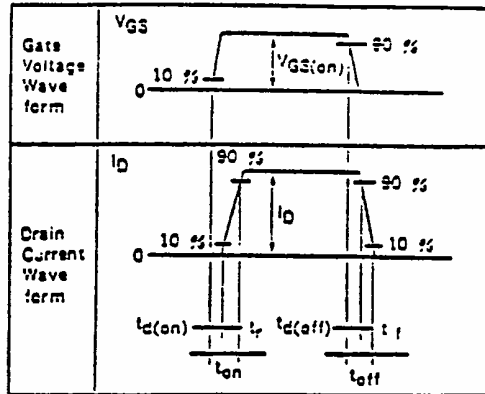 Gate
Voltage
Wave
form
VGS
10 %
90 %
VGS(on)
0
Drain
Current
Wave
form
ID
90 %
90 %
10 %
ID
10 %
0
td(on)
tr
td(off)
tf
ton
toff